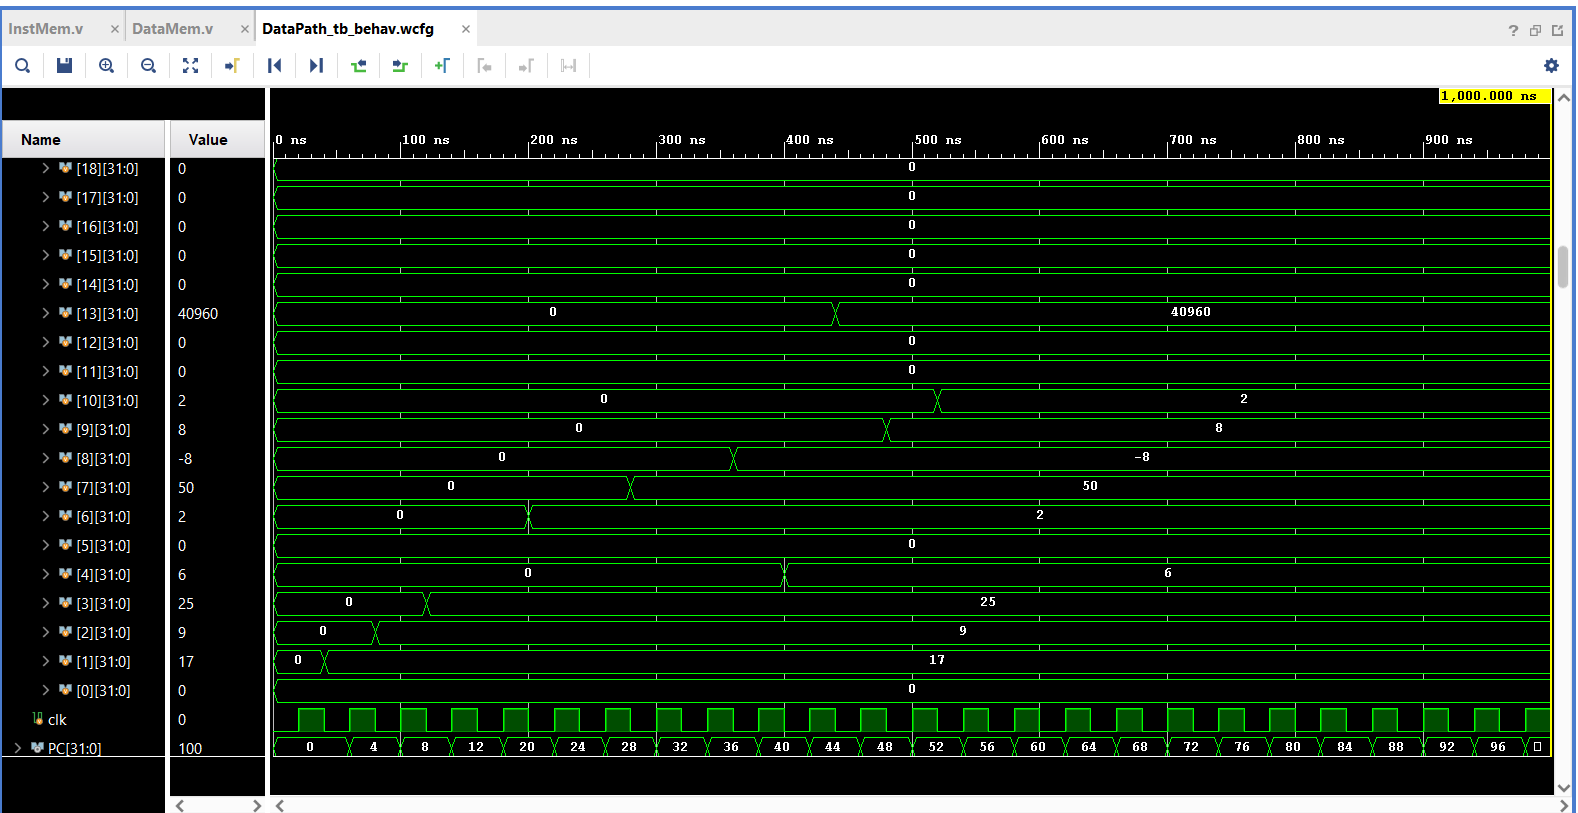 InstMem.v × DataMem.v × DataPath_tb_behav.wcfg × ?
1,000.000 ns
Name Value 0 ns 100 ns 200 ns 300 ns 400 ns 500 ns 600 ns 700 ns 800 ns 900 ns
[18][31:0] 0 0
[17][31:0] 0 0
[16][31:0] 0 0
[15][31:0] 0 0
[14][31:0] 0 0
[13][31:0] 40960 0 40960
[12][31:0] 0 0
[11][31:0] 0 0
[10][31:0] 2 0 2
[9][31:0] 8 0 8
[8][31:0] -8 0 -8
[7][31:0] 50 0 50
[6][31:0] 2 0 2
[5][31:0] 0 0
[4][31:0] 6 0 6
[3][31:0] 25 0 25
[2][31:0] 9 0 9
[1][31:0] 17 0 17
[0][31:0] 0 0
clk 0
PC[31:0] 100 0 4 8 12 20 24 28 32 36 40 44 48 52 56 60 64 68 72 76 80 84 88 92 96